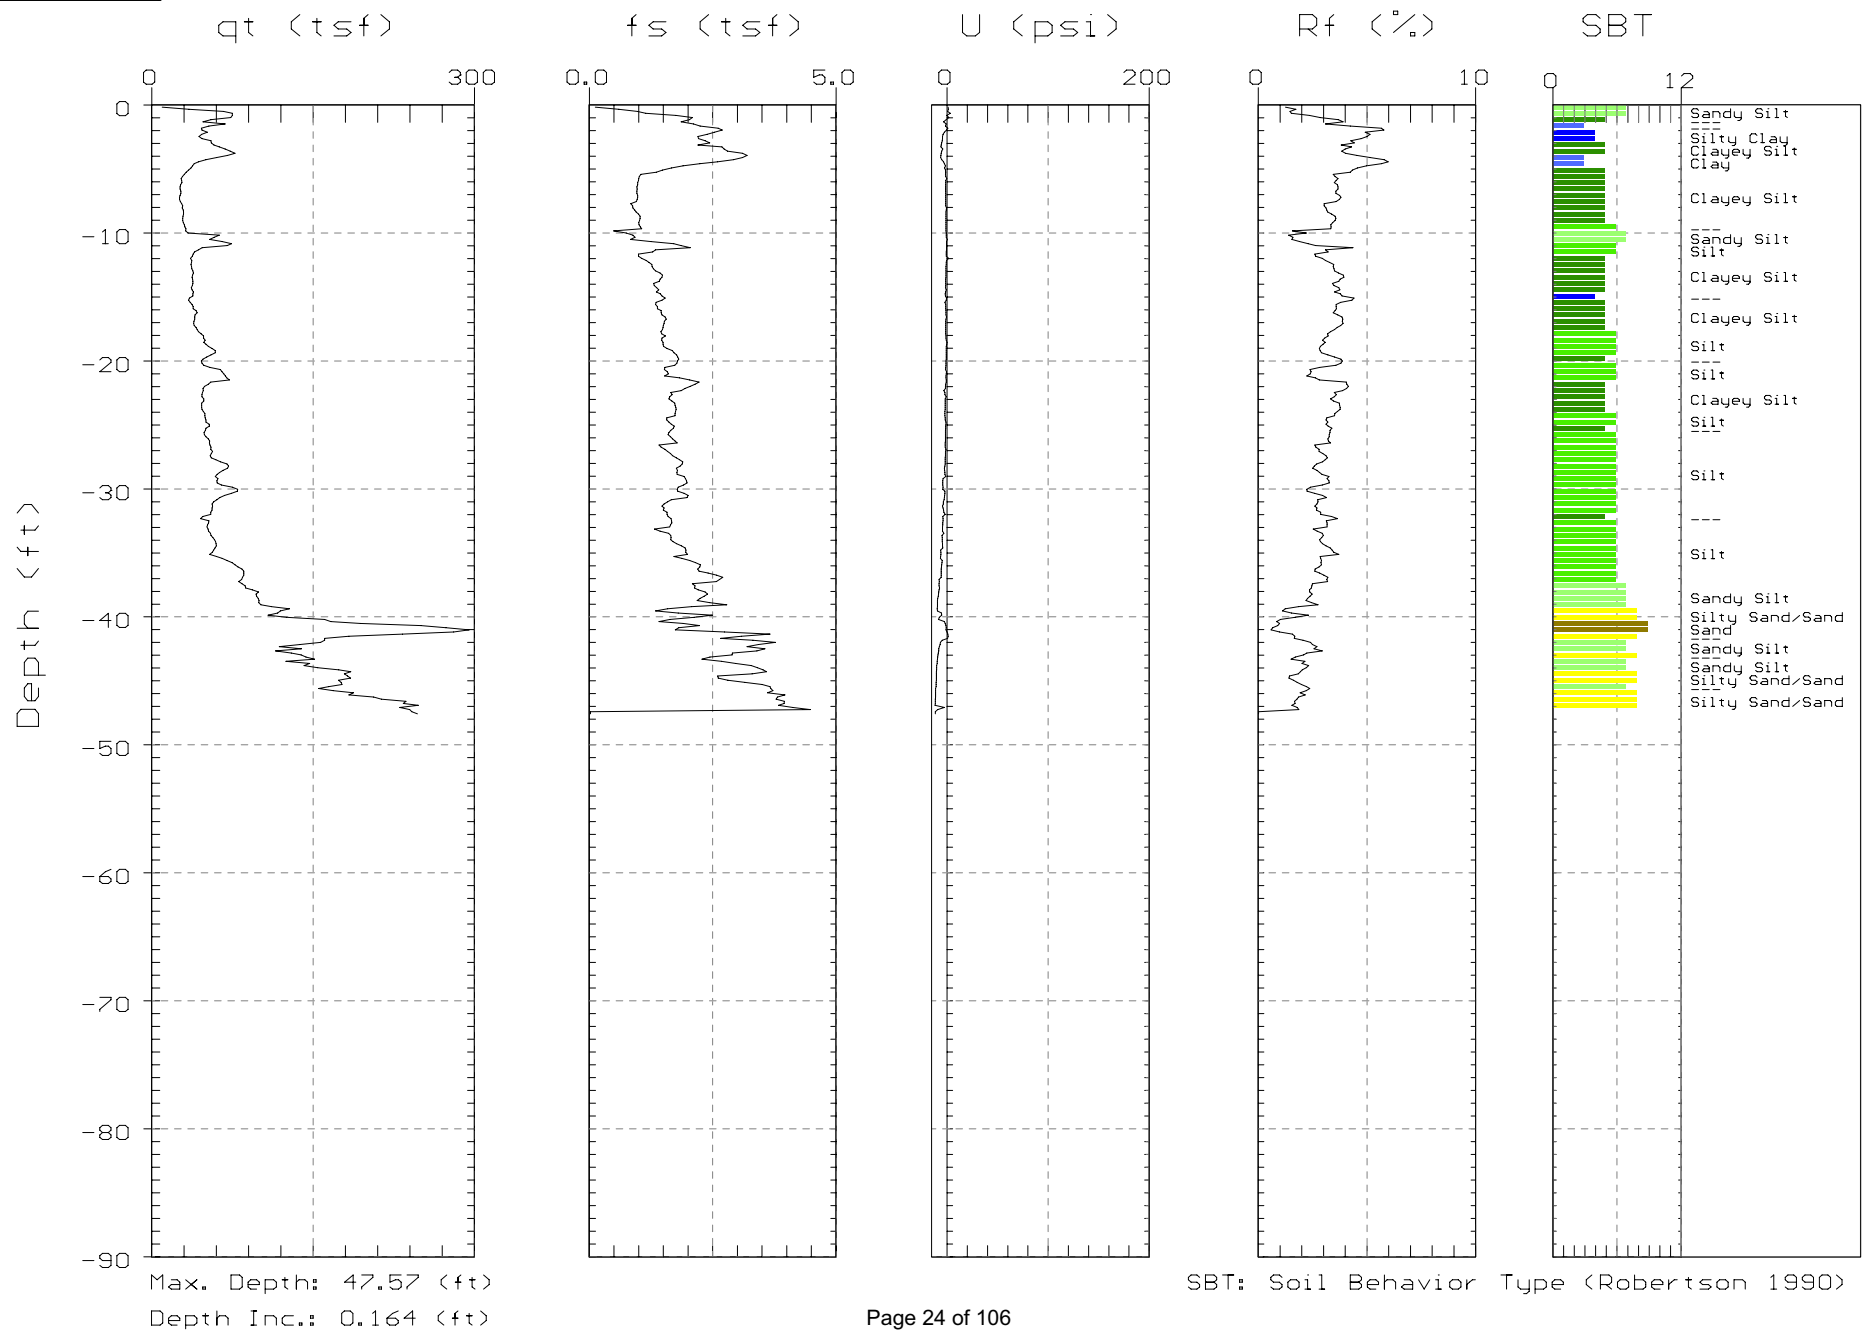 qt (tsf) fs (tsf) U (psi) Rf (%) SBT
0 300 0.0 5.0 0 200 0 10 0 12
0
-10
-20
-30
-40
-50
-60
-70
-80
-90
Depth (ft)
Sandy Silt
---
Silty Clay
Clayey Silt
Clay
Clayey Silt
---
Sandy Silt
Silt
Clayey Silt
---
Clayey Silt
Silt
---
Silt
Clayey Silt
Silt
---
Silt
---
Silt
Sandy Silt
Silty Sand/Sand
Sand
---
Sandy Silt
---
Sandy Silt
Silty Sand/Sand
---
Silty Sand/Sand
Max. Depth: 47.57 (ft) SBT: Soil Behavior Type (Robertson 1990)
Depth Inc.: 0.164 (ft)
Page 24 of 106